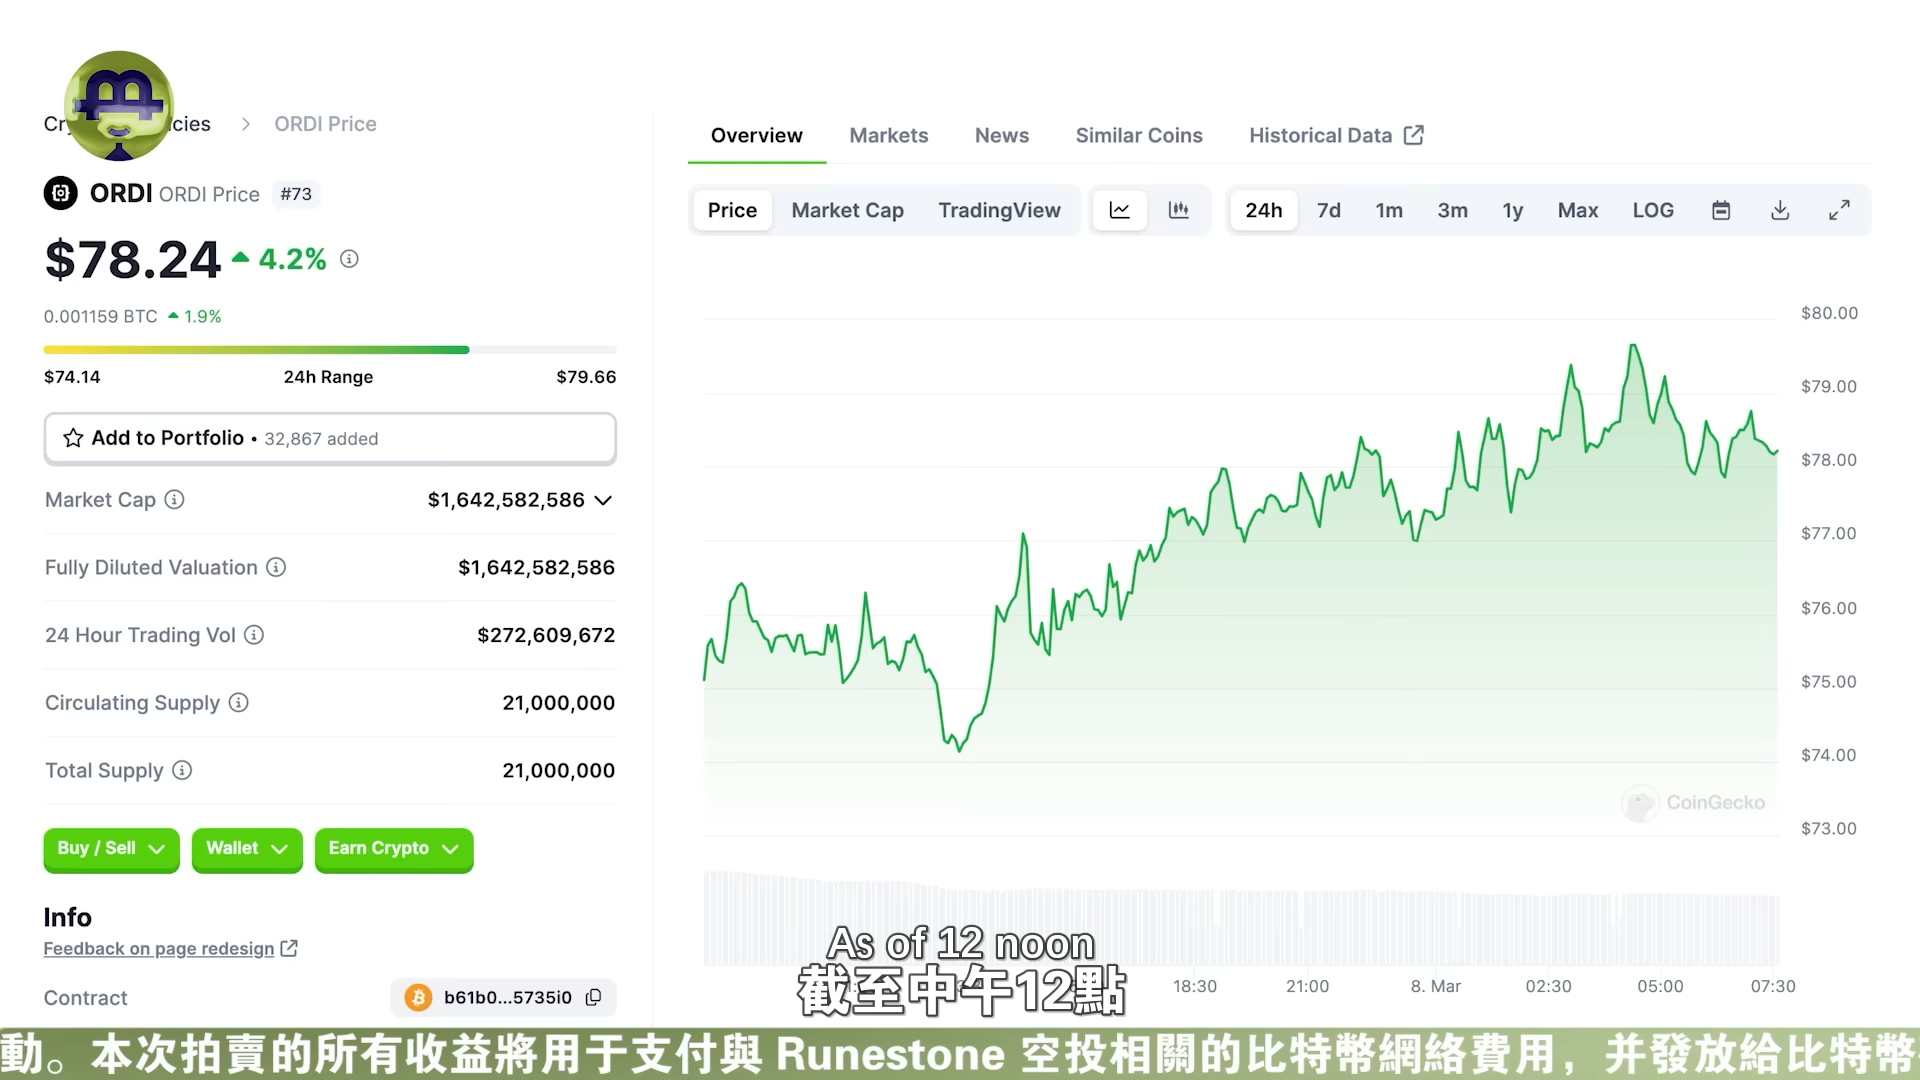 Cr
cies
ORDI Price
ORDI ORDI Price #73
$78.24 4.2%
0.001159 BTC 1.9%
$74.14 24h Range $79.66
Add to Portfolio • 32,867 added
Market Cap $1,642,582,586
Fully Diluted Valuation $1,642,582,586
24 Hour Trading Vol $272,609,672
Circulating Supply 21,000,000
Total Supply 21,000,000
Buy / Sell Wallet Earn Crypto
Info
Feedback on page redesign
Contract b61b0...5735i0
Overview Markets News Similar Coins Historical Data
Price Market Cap TradingView 24h 7d 1m 3m 1y Max LOG
$80.00
$79.00
$78.00
$77.00
$76.00
$75.00
$74.00
$73.00
CoinGecko
18:30 21:00 8. Mar 02:30 05:00 07:30
As of 12 noon
截至中午12點
動。本次拍賣的所有收益將用于支付與 Runestone 空投相關的比特幣網絡費用，并發放給比特幣